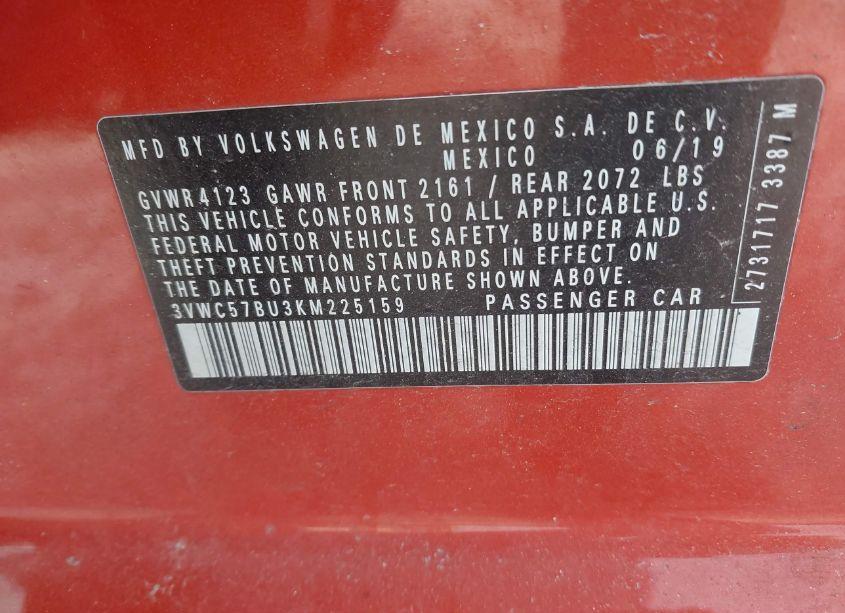 MFD BY VOLKSWAGEN DE MEXICO S.A. DE C.V.
MEXICO 06/19
GVWR 4123 GAWR FRONT 2161 / REAR 2072 LBS
THIS VEHICLE CONFORMS TO ALL APPLICABLE U.S.
FEDERAL MOTOR VEHICLE SAFETY, BUMPER AND
THEFT PREVENTION STANDARDS IN EFFECT ON
THE DATE OF MANUFACTURE SHOWN ABOVE.
3VWC57BU3KM225159 PASSENGER CAR
2731717 3387 M